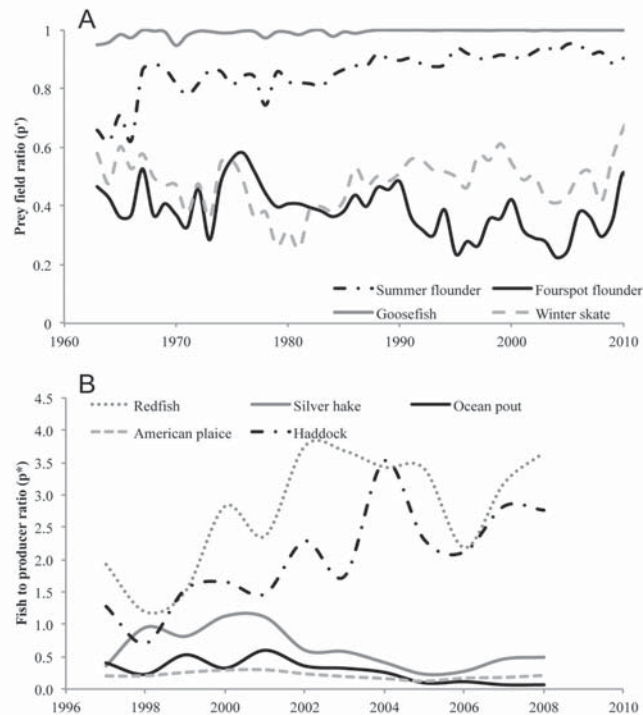 A
1
0.8
0.6
0.4
0.2
0
Prey field ratio (p')
Summer flounder
Fourspot flounder
Goosefish
Winter skate
1960
1970
1980
1990
2000
2010
B
4.5
4.0
3.5
3.0
2.5
2.0
1.5
1.0
0.5
0.0
Fish to producer ratio (p*)
Redfish
Silver hake
Ocean pout
American plaice
Haddock
1996
1998
2000
2002
2004
2006
2008
2010